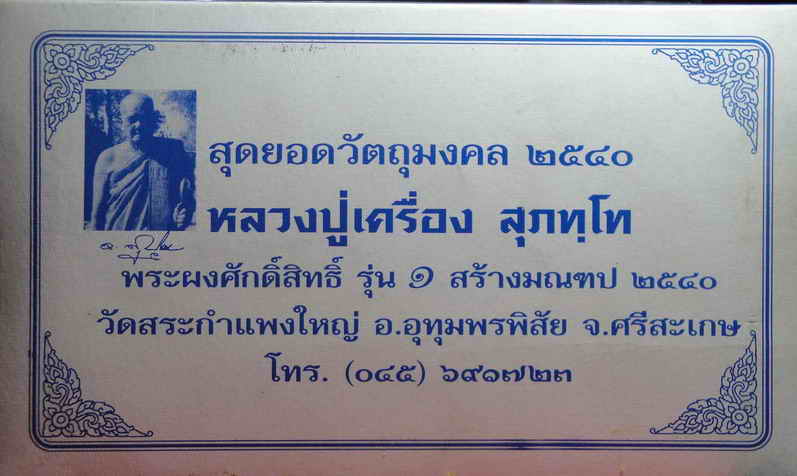 สุดยอดวัตถุมงคล ๒๕๔๐
หลวงปู่เครื่อง สุภทฺโท
พระผงศักดิ์สิทธิ์ รุ่น ๑ สร้างมณฑป ๒๕๔๐
วัดสระกำแพงใหญ่ อ.อุทุมพรพิสัย จ.ศรีสะเกษ
โทร. (๐๔๕) ๖๙๑๗๒๓